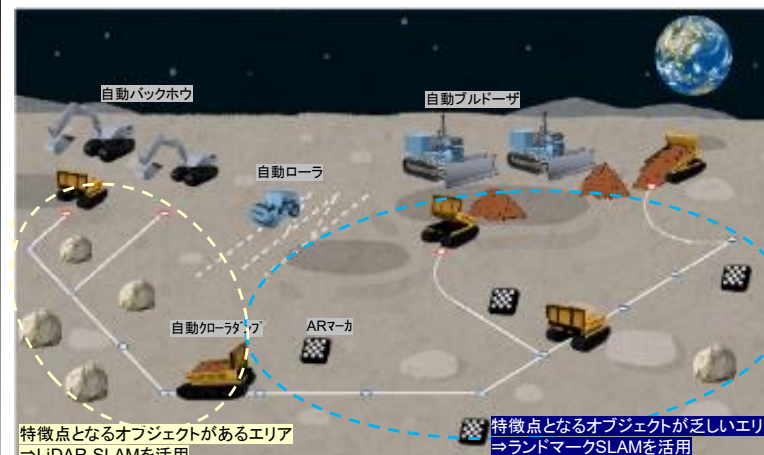 自動バックホウ
自動ブルドーザ
自動ローラ
自動クローラダンプ
ARマーカ
特徴点となるオブジェクトがあるエリア
⇒LiDAR SLAMを活用
特徴点となるオブジェクトが乏しいエリ
⇒ランドマークSLAMを活用